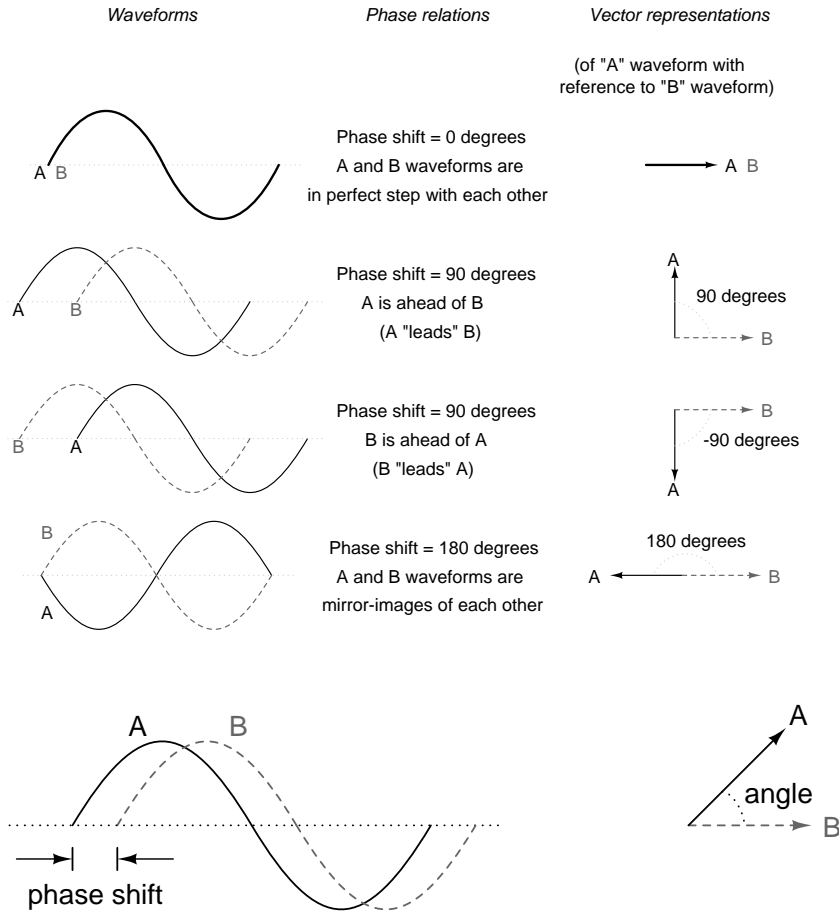 Waveforms
Phase relations
Vector representations
(of "A" waveform with
reference to "B" waveform)
A B
Phase shift = 0 degrees
A and B waveforms are
in perfect step with each other
A B
A
B
Phase shift = 90 degrees
A is ahead of B
(A "leads" B)
A
90 degrees
B
B
A
Phase shift = 90 degrees
B is ahead of A
(B "leads" A)
B
-90 degrees
A
B
A
Phase shift = 180 degrees
A and B waveforms are
mirror-images of each other
180 degrees
A
B
A
B
phase shift
A
angle
B